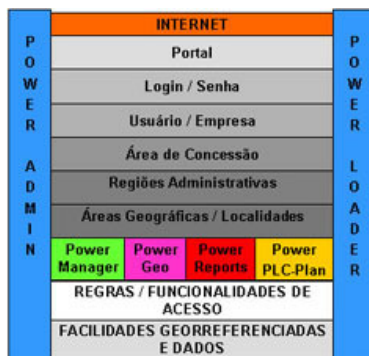 POWER ADMIN
INTERNET
Portal
Login / Senha
Usuário / Empresa
Área de Concessão
Regiões Administrativas
Áreas Geográficas / Localidades
Power
Manager
Power
Geo
Power
Reports
Power
PLC-Plan
REGRAS / FUNCIONALIDADES DE
ACESSO
FACILIDADES GEORREFERENCIADAS
E DADOS
POWER LOADER